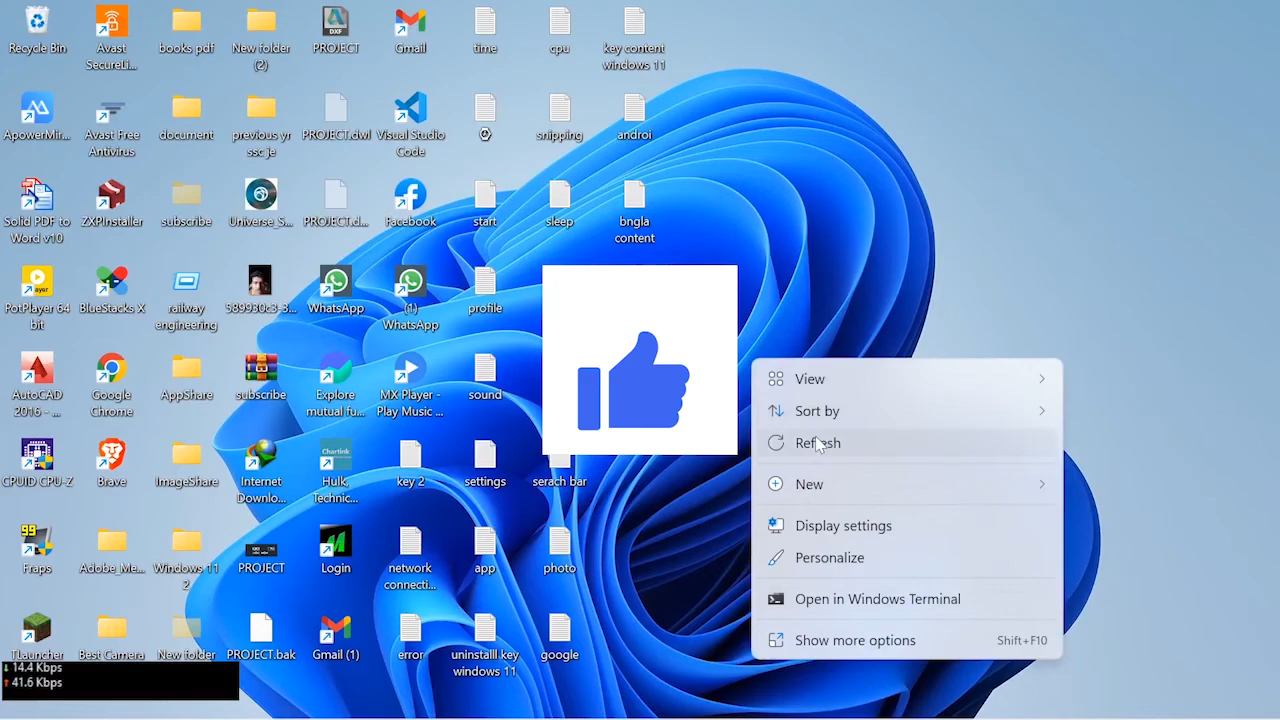 Recycle Bin
Avast
SecureLi...
books pdf
New folder
(2)
PROJECT
Gmail
time
cpu
key content
windows 11
ApowerMir...
Avast Free
Antivirus
document
previous yr
ssc je
PROJECT.dwl
Visual Studio
Code
snipping
androi
Solid PDF to
Word v10
ZXPInstaller
subscribe
Universe_S...
PROJECT.d...
Facebook
start
sleep
bngla
content
PotPlayer 64
bit
BlueStacks X
railway
engineering
589930c3-3...
WhatsApp
(1)
WhatsApp
profile
AutoCAD
2016 - ...
Google
Chrome
AppShare
subscribe
Explore
mutual fu...
MX Player -
Play Music ...
sound
CPUID CPU-Z
Brave
ImageShare
Internet
Downlo...
Chartink
Hulk,
Technic...
key 2
settings
serach bar
99
Fraps
Adobe_Me...
Windows 11
2
PROJECT
Login
network
connecti...
app
photo
TLauncher
Best Camera
New folder
PROJECT.bak
Gmail (1)
error
uninstalll key
windows 11
google
14.4 Kbps
41.6 Kbps
View
Sort by
Refresh
New
Display settings
Personalize
Open in Windows Terminal
Show more options Shift+F10